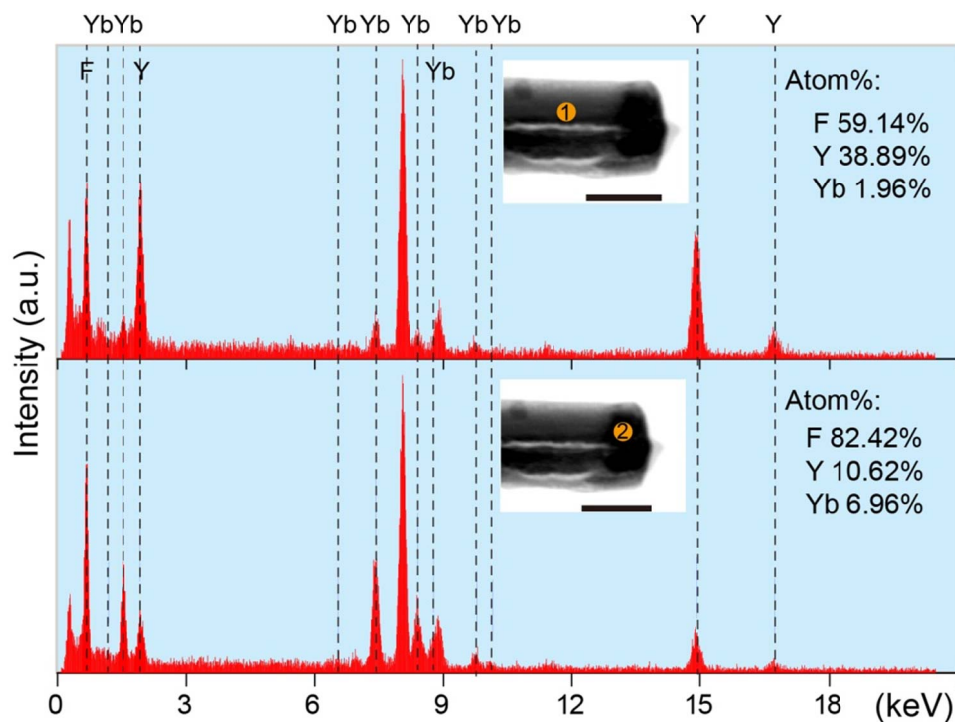 Yb Yb Yb Yb Yb Yb Yb Y Y
F Y Yb
1
Atom%:
F 59.14%
Y 38.89%
Yb 1.96%
Intensity (a.u.)
2
Atom%:
F 82.42%
Y 10.62%
Yb 6.96%
0 3 6 9 12 15 18 (keV)